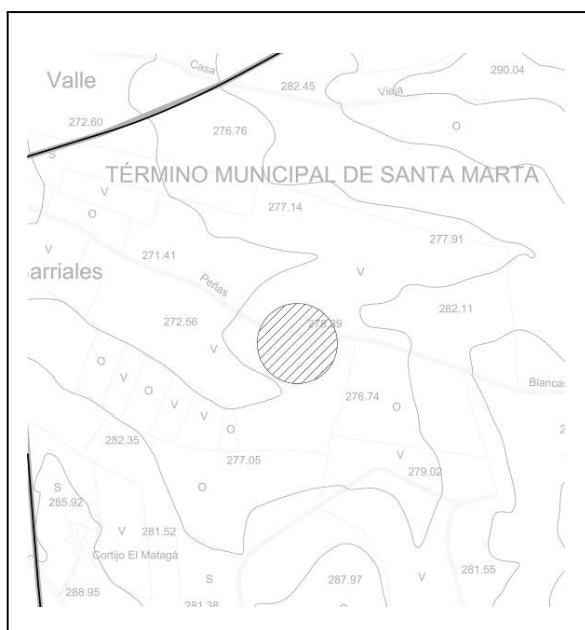 Casa
290.04
Valle
282.45
Vieja
272.60
276.76
O
S
TÉRMINO MUNICIPAL DE SANTA MARTA
V
O
277.14
277.91
V
271.41
V
arriales
Peñas
282.11
272.56
278.39
V
O
V
Blancas
O
V
276.74
V
O
O
282.35
V
277.05
279.02
S
O
285.92
V
281.52
Cortijo El Matagá
S
287.97
V
281.55
288.95
281.38
O